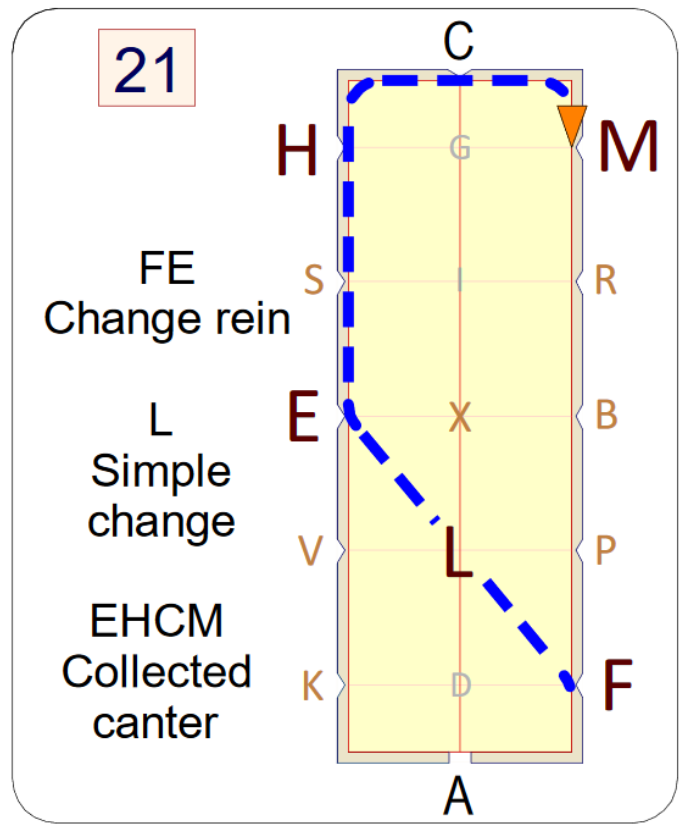 21
C
H G M
FE
Change rein
S I R
E X B
L
Simple
change
V L P
EHCM
Collected
canter
K D F
A